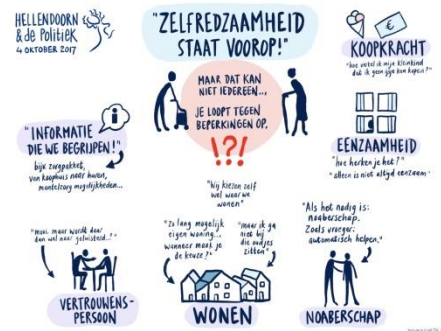 HELLENDOORN
& de Politiek
4 OKTOBER 2017
"ZELFREDZAAMHEID
STAAT VOOROP!"
MAAR DAT KAN
NIET IEDEREEN...
JE LOOPT TEGEN
BEPERKINGEN OP.
!?!
KOOPKRACHT
"hoe vertel ik mijn kleinkind
dat ik geen ijsje kan kopen?"
EENZAAMHEID
"hoe herken je het?"
"alleen is niet altijd eenzaam"
"INFORMATIE
DIE WE BEGRIJPEN!"
bijv. zorgpakket,
van koophuis naar huren,
mantelzorg mogelijkheden...
"mooi, maar wordt daar
dan wel naar geluisterd..?"
VERTROUWENS-
PERSOON
"Wij kiezen zelf
wel waar we
wonen"
"Zo lang mogelijk
eigen woning...
wanneer maak je
de keuze?"
"maar ik ga
niet bij
die oudjes
zitten"
WONEN
"Als het nodig is:
noaberschap.
Zoals vroeger:
automatisch helpen."
NOABERSCHAP